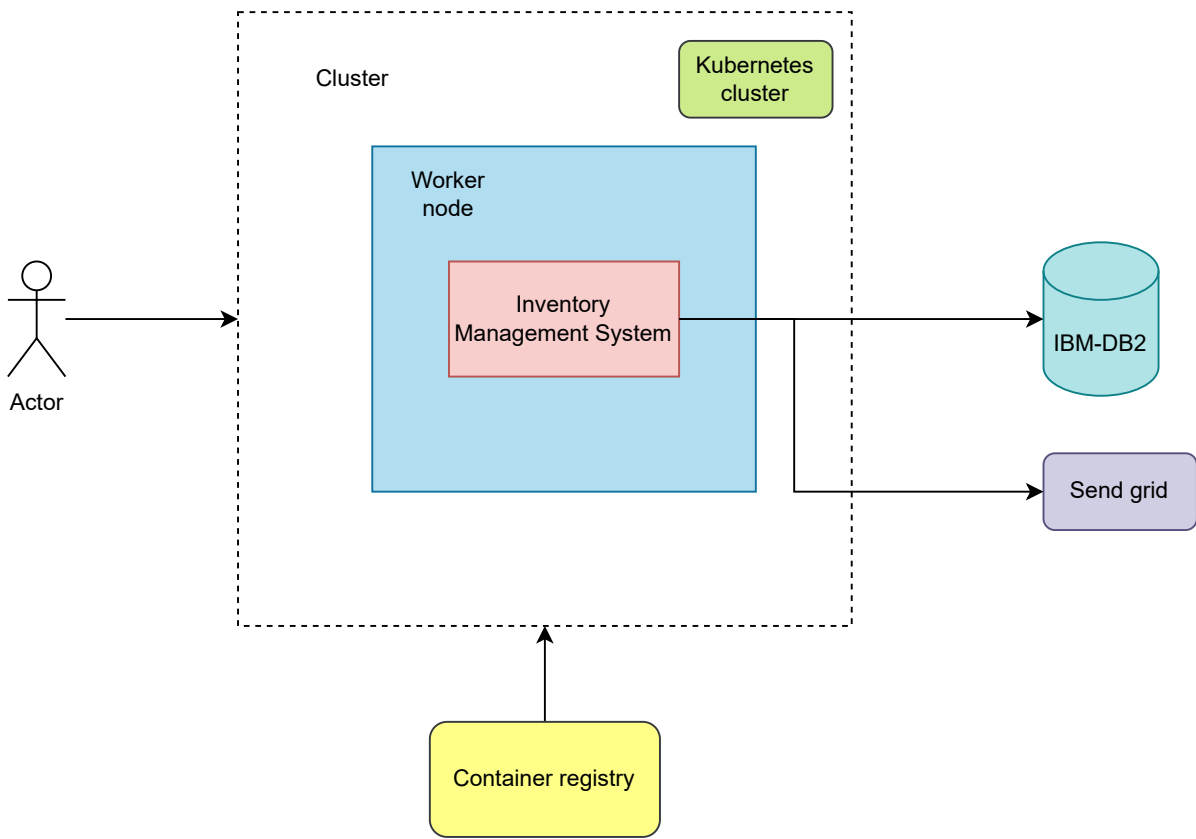 Cluster
Kubernetes
cluster
Worker
node
Inventory
Management System
Actor
IBM-DB2
Send grid
Container registry